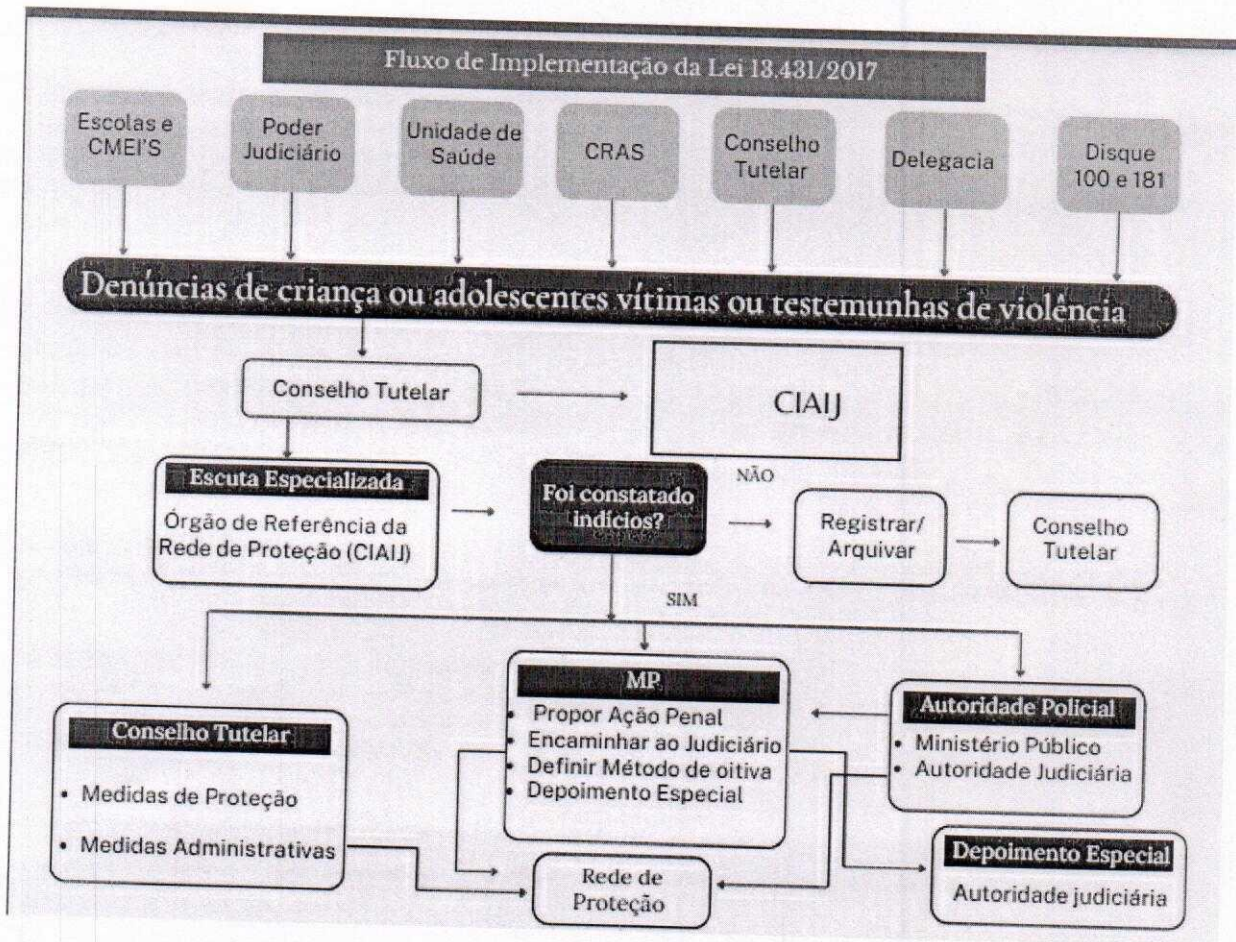 Fluxo de Implementação da Lei 13.431/2017
Escolas e
CMEI'S
Poder
Judiciário
Unidade de
Saúde
CRAS
Conselho
Tutelar
Delegacia
Disque
100 e 181
Denúncias de criança ou adolescentes vítimas ou testemunhas de violência
Conselho Tutelar
CIAIJ
Escuta Especializada
Órgão de Referência da
Rede de Proteção (CIAIJ)
Foi constatado
indícios?
NÃO
Registrar/
Arquivar
Conselho
Tutelar
SIM
Conselho Tutelar
• Medidas de Proteção
• Medidas Administrativas
MP
• Propor Ação Penal
• Encaminhar ao Judiciário
• Definir Método de oitiva
• Depoimento Especial
Autoridade Policial
• Ministério Público
• Autoridade Judiciária
Rede de
Proteção
Depoimento Especial
Autoridade judiciária